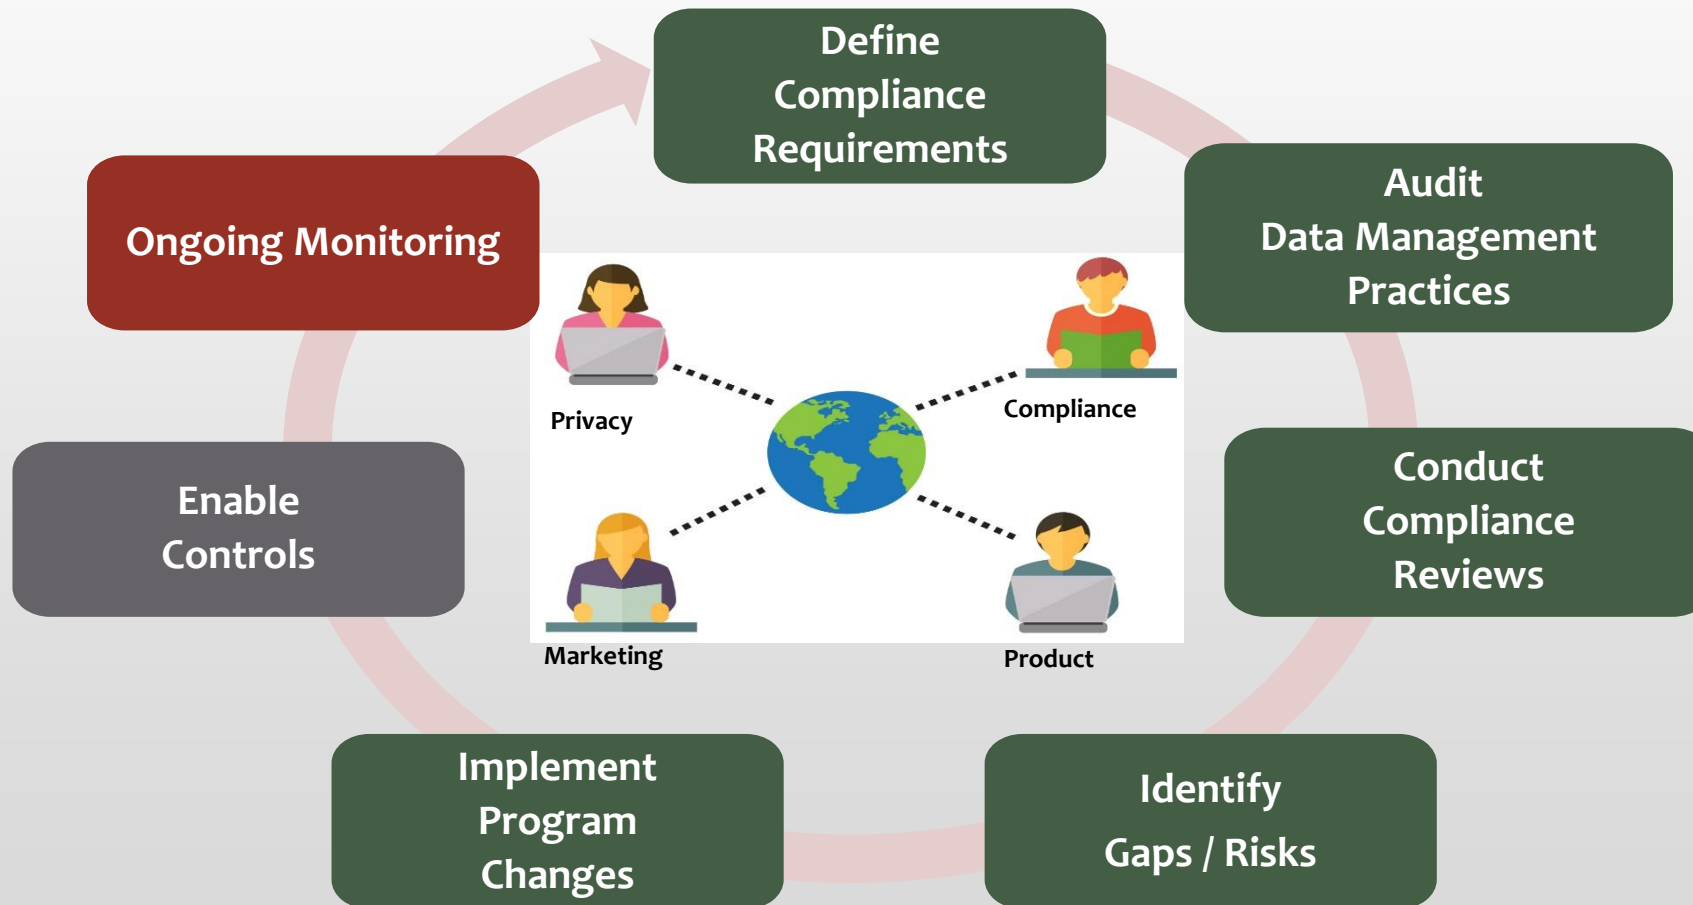 Define
Compliance
Requirements
Audit
Data Management
Practices
Conduct
Compliance
Reviews
Identify
Gaps / Risks
Implement
Program
Changes
Enable
Controls
Ongoing Monitoring
Privacy
Compliance
Marketing
Product